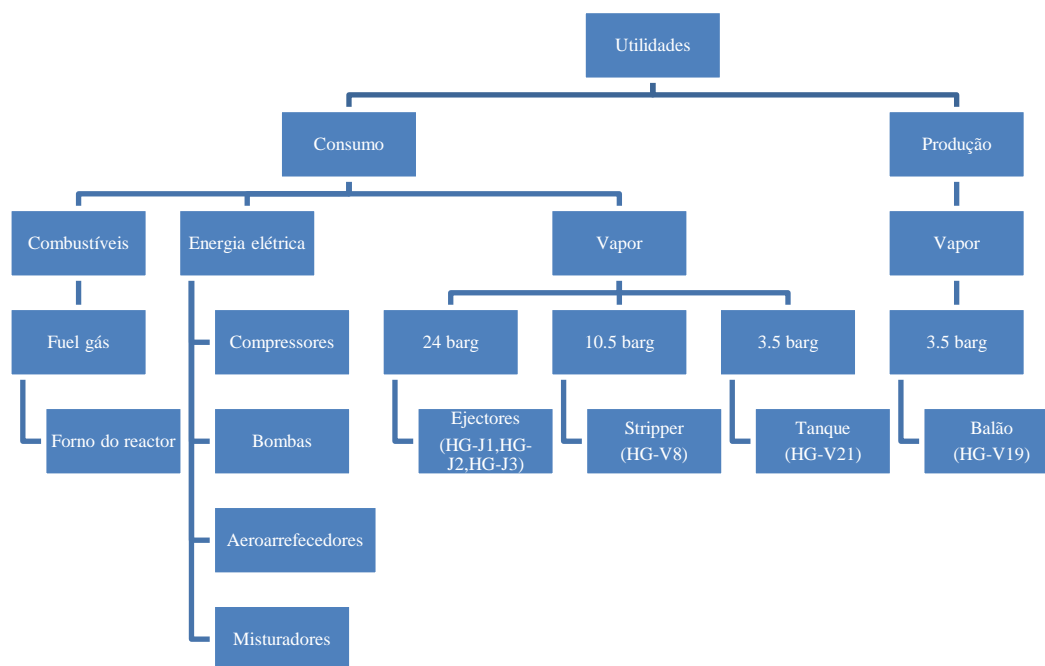 Utilidades
Consumo
Produção
Combustíveis
Energia elétrica
Vapor
Vapor
Fuel gás
Compressores
24 barg
10.5 barg
3.5 barg
3.5 barg
Forno do reactor
Bombas
Ejectores
(HG-J1,HG-
J2,HG-J3)
Stripper
(HG-V8)
Tanque
(HG-V21)
Balão
(HG-V19)
Aeroarrefecedores
Misturadores